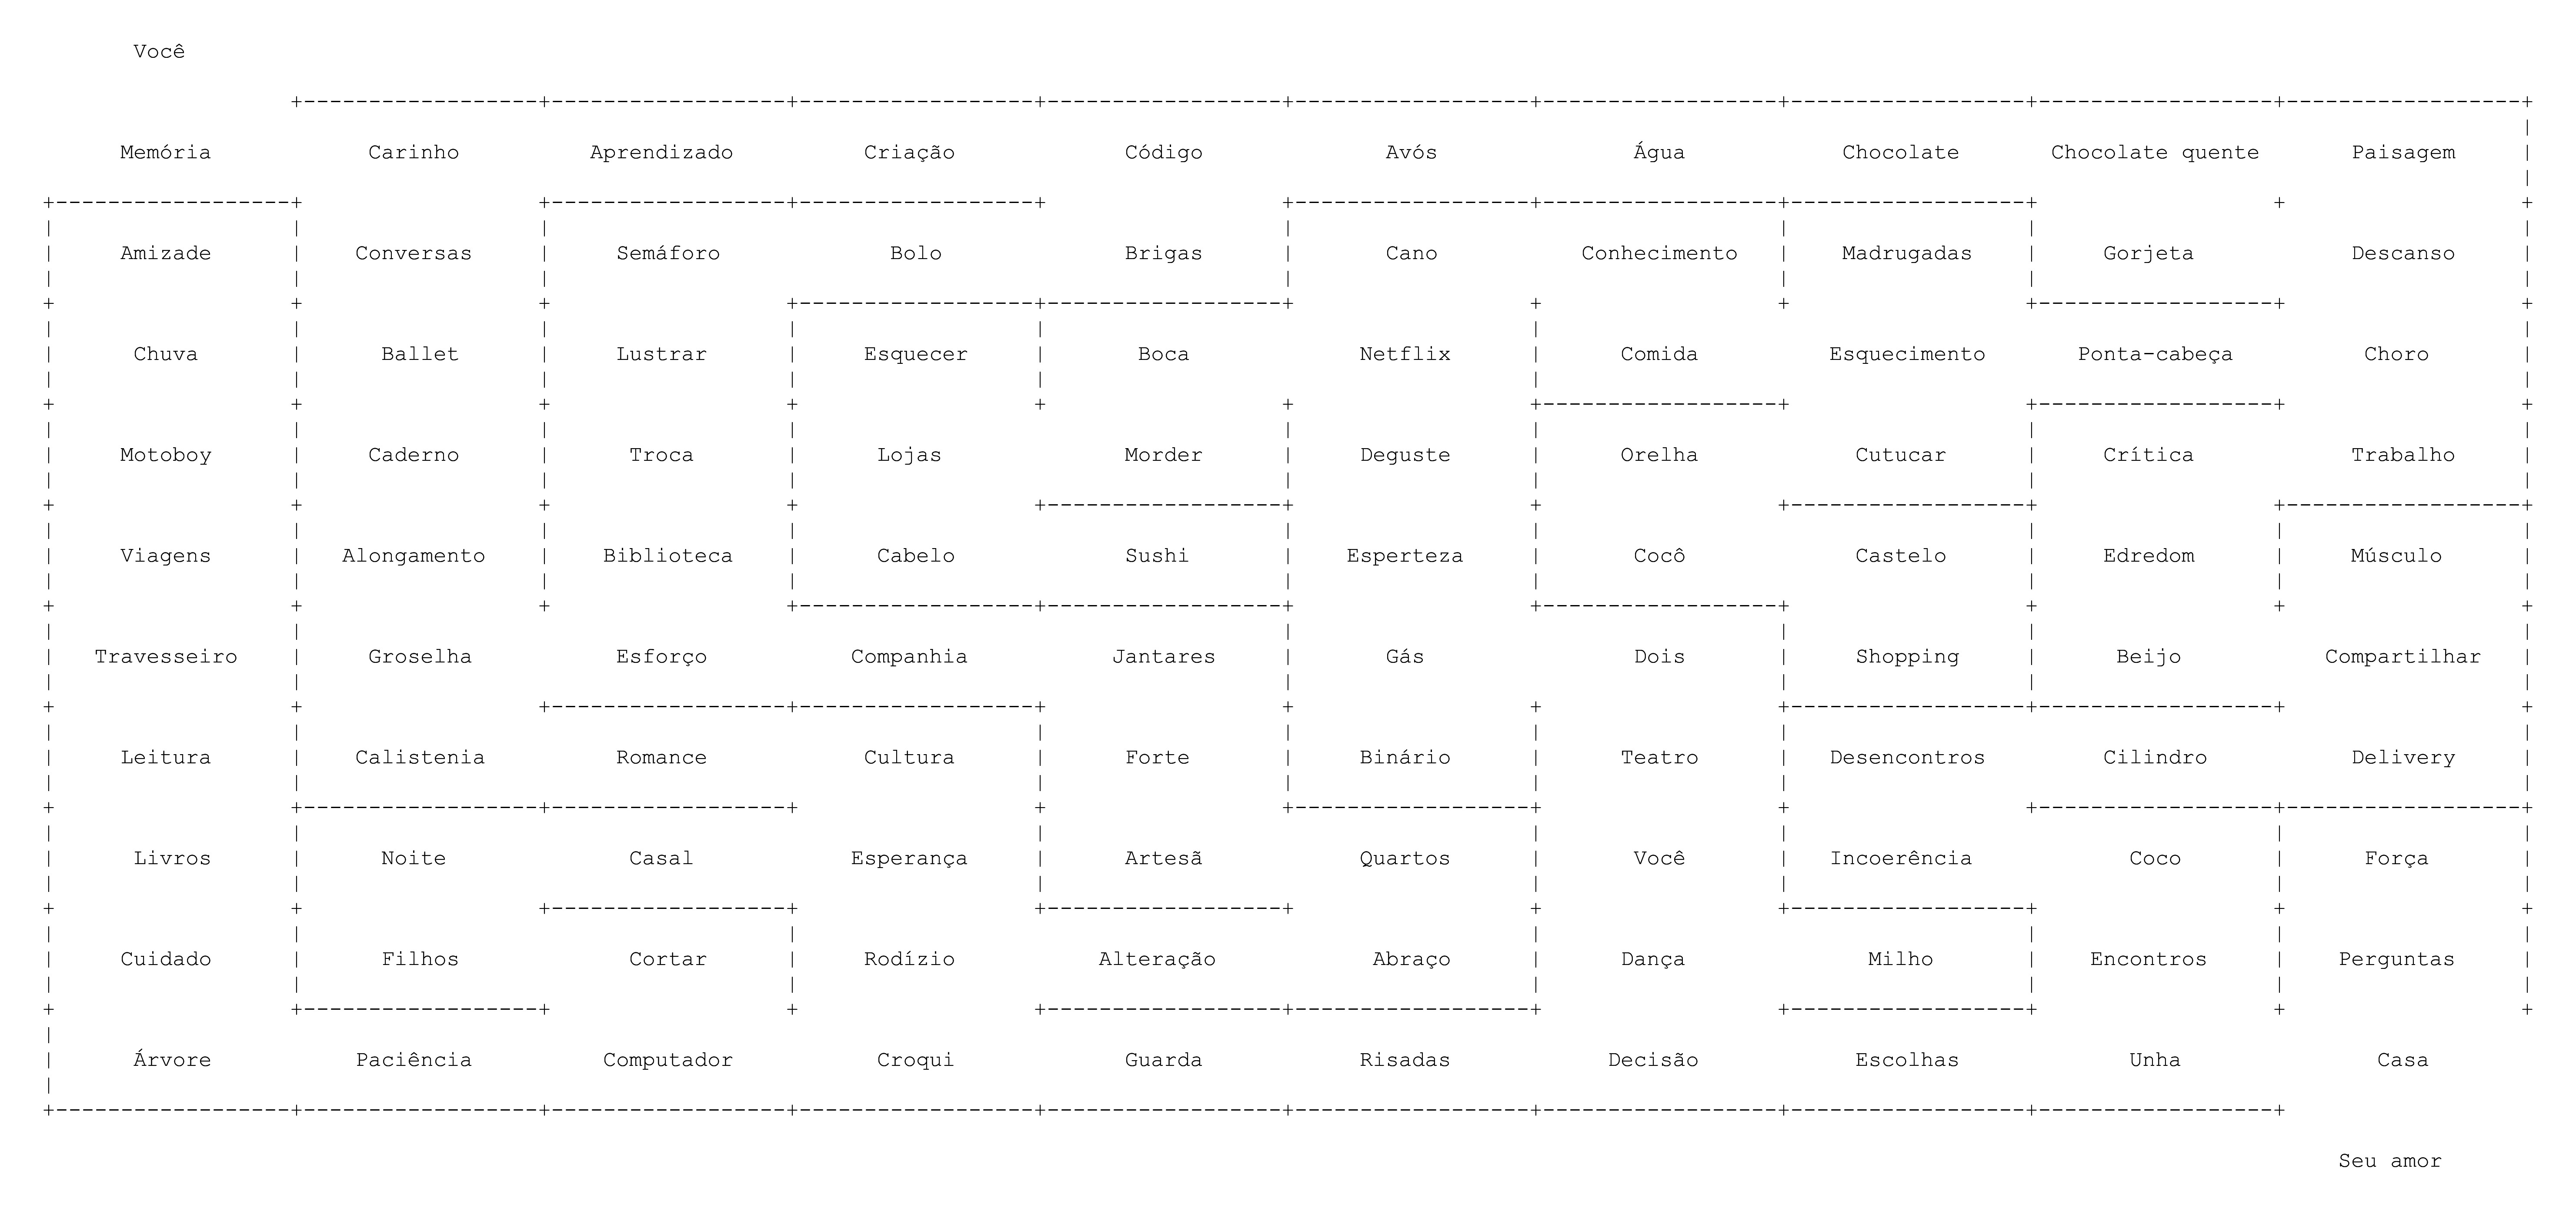 Você
Memória Carinho Aprendizado Criação Código Avós Água Chocolate Chocolate quente Paisagem
Amizade Conversas Semáforo Bolo Brigas Cano Conhecimento Madrugadas Gorjeta Descanso
Chuva Ballet Lustrar Esquecer Boca Netflix Comida Esquecimento Ponta-cabeça Choro
Motoboy Caderno Troca Lojas Morder Deguste Orelha Cutucar Crítica Trabalho
Viagens Alongamento Biblioteca Cabelo Sushi Esperteza Cocô Castelo Edredom Músculo
Travesseiro Groselha Esforço Companhia Jantares Gás Dois Shopping Beijo Compartilhar
Leitura Calistenia Romance Cultura Forte Binário Teatro Desencontros Cilindro Delivery
Livros Noite Casal Esperança Artesã Quartos Você Incoerência Coco Força
Cuidado Filhos Cortar Rodízio Alteração Abraço Dança Milho Encontros Perguntas
Árvore Paciência Computador Croqui Guarda Risadas Decisão Escolhas Unha Casa
Seu amor